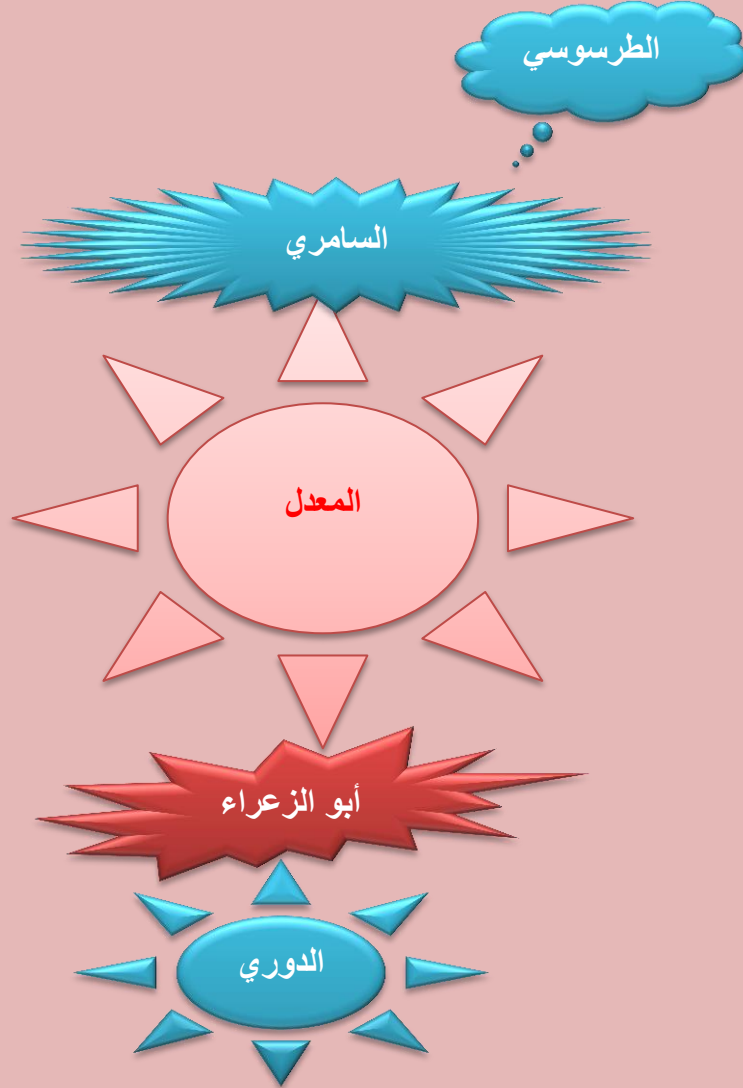 الطرسوسي
السامري
المعدل
أبو الزعراء
الدوري